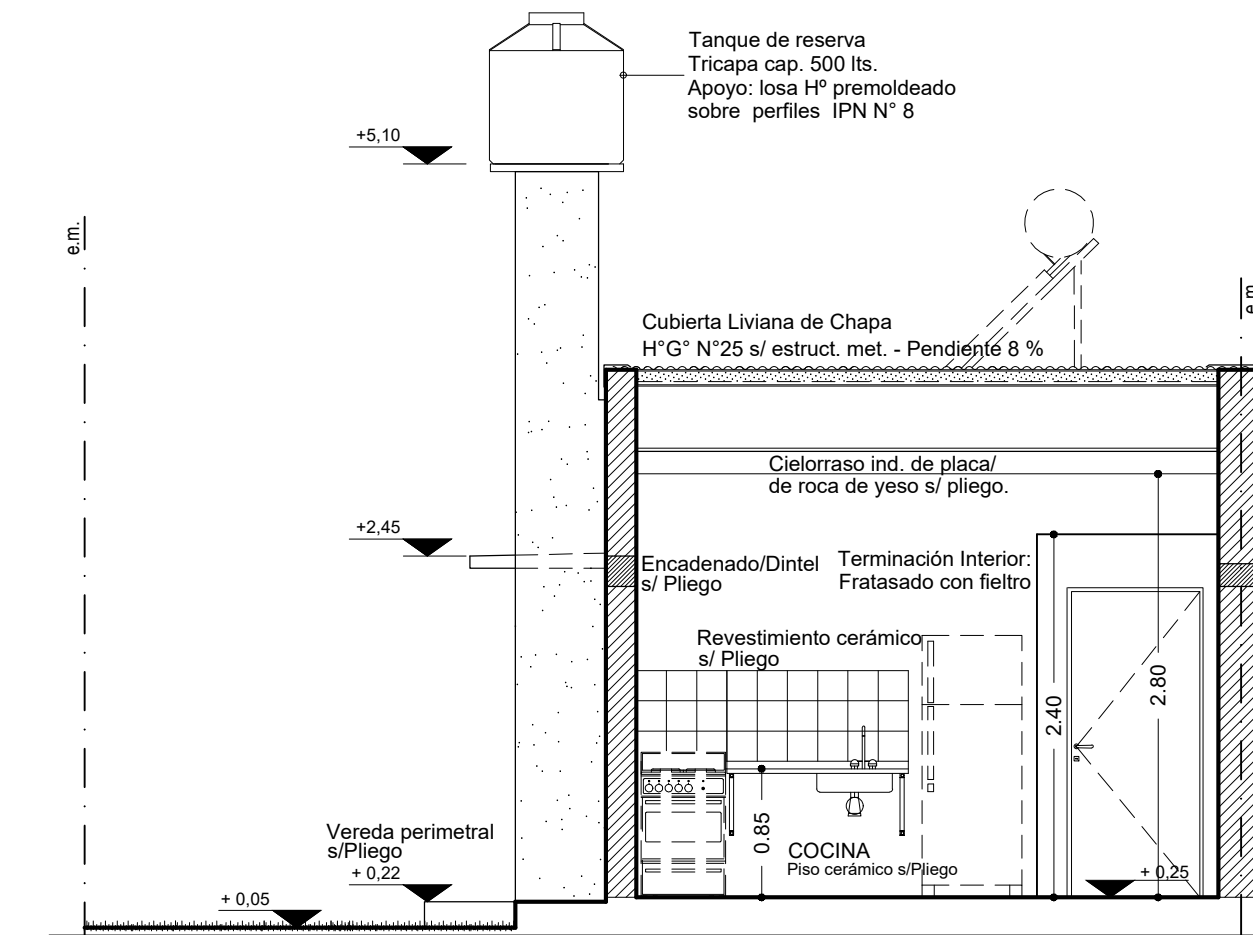 Tanque de reserva
Tricapa cap. 500 lts.
Apoyo: losa Hº premoldeado
sobre perfiles IPN N° 8
+5,10
e.m.
e.m.
Cubierta Liviana de Chapa
H°G° N°25 s/ estruct. met. - Pendiente 8 %
Cielorraso ind. de placa/
de roca de yeso s/ pliego.
+2,45
Encadenado/Dintel
s/ Pliego
Terminación Interior:
Fratasado con fieltro
Revestimiento cerámico
s/ Pliego
2.40
2.80
0.85
Vereda perimetral
s/Pliego
+ 0,22
COCINA
Piso cerámico s/Pliego
+ 0,25
+ 0,05